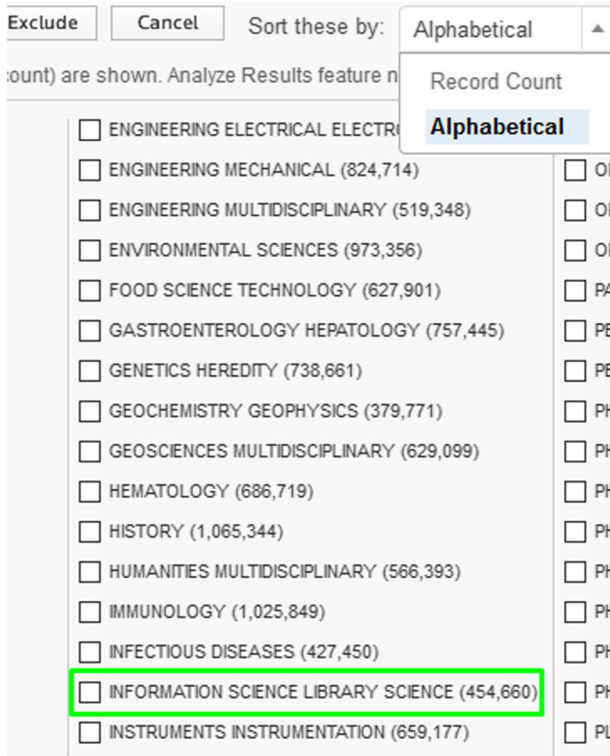 Exclude Cancel Sort these by: Alphabetical
count) are shown. Analyze Results feature n
Record Count
Alphabetical
ENGINEERING ELECTRICAL
ENGINEERING MECHANICAL (824,714)
ENGINEERING MULTIDISCIPLINARY (519,348)
ENVIRONMENTAL SCIENCES (973,356)
FOOD SCIENCE TECHNOLOGY (627,901)
GASTROENTEROLOGY HEPATOLOGY (757,445)
GENETICS HEREDITY (738,661)
GEOCHEMISTRY GEOPHYSICS (379,771)
GEOSCIENCES MULTIDISCIPLINARY (629,099)
HEMATOLOGY (686,719)
HISTORY (1,065,344)
HUMANITIES MULTIDISCIPLINARY (566,393)
IMMUNOLOGY (1,025,849)
INFECTIOUS DISEASES (427,450)
INFORMATION SCIENCE LIBRARY SCIENCE (454,660)
INSTRUMENTS INSTRUMENTATION (659,177)